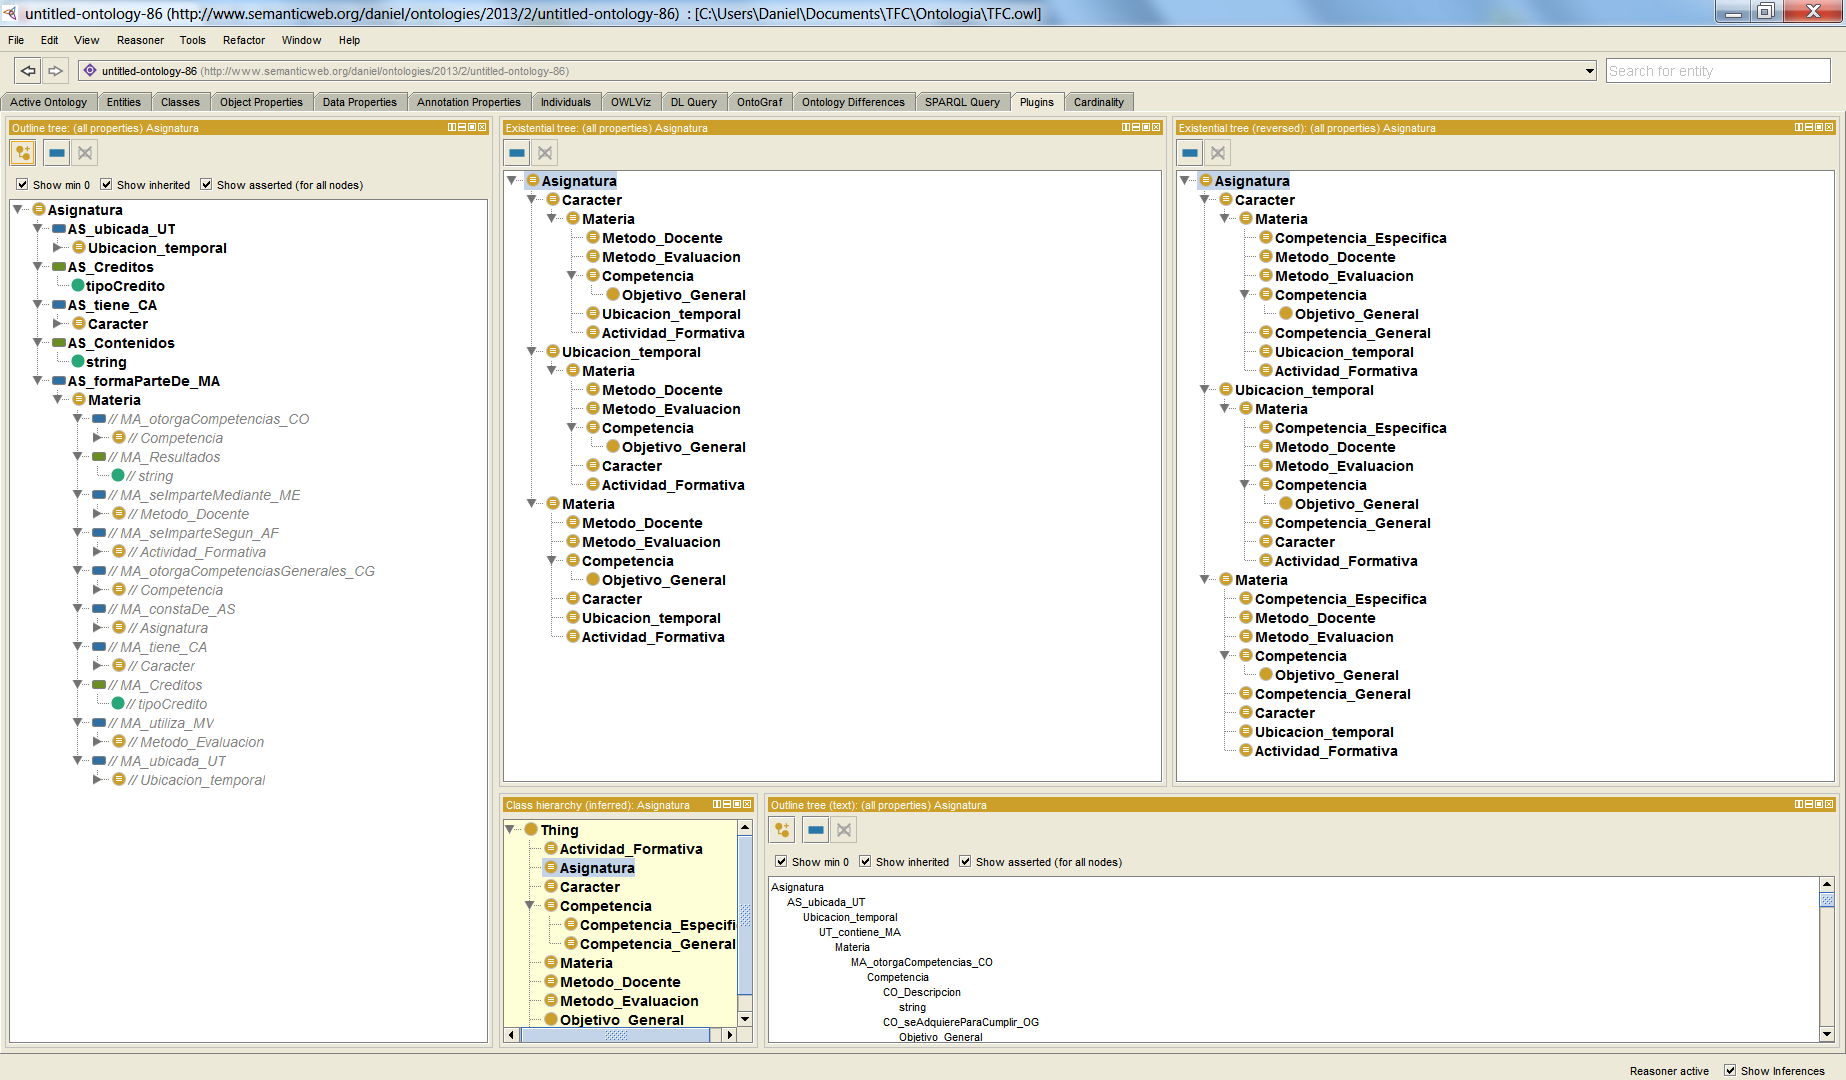 untitled-ontology-86 (http://www.semanticweb.org/daniel/ontologies/2013/2/untitled-ontology-86) : [C:\Users\Daniel\Documents\TFC\Ontologia\TFC.owl]
File Edit View Reasoner Tools Refactor Window Help
untitled-ontology-86 (http://www.semanticweb.org/daniel/ontologies/2013/2/untitled-ontology-86)
Search for entity
Active Ontology Entities Classes Object Properties Data Properties Annotation Properties Individuals OWLViz DL Query OntoGraf Ontology Differences SPARQL Query Plugins Cardinality
Outline tree: (all properties) Asignatura
Show min 0 Show inherited Show asserted (for all nodes)
Asignatura
AS_ubicada_UT
Ubicacion_temporal
AS_Creditos
tipoCredito
AS_tiene_CA
Caracter
AS_Contenidos
string
AS_formaParteDe_MA
Materia
// MA_otorgaCompetencias_CO
// Competencia
// MA_Resultados
// string
// MA_seImparteMediante_ME
// Metodo_Docente
// MA_seImparteSegun_AF
// Actividad_Formativa
// MA_otorgaCompetenciasGenerales_CG
// Competencia
// MA_constaDe_AS
// Asignatura
// MA_tiene_CA
// Caracter
// MA_Creditos
// tipoCredito
// MA_utiliza_MV
// Metodo_Evaluacion
// MA_ubicada_UT
// Ubicacion_temporal
Existential tree: (all properties) Asignatura
Asignatura
Caracter
Materia
Metodo_Docente
Metodo_Evaluacion
Competencia
Objetivo_General
Ubicacion_temporal
Actividad_Formativa
Ubicacion_temporal
Materia
Metodo_Docente
Metodo_Evaluacion
Competencia
Objetivo_General
Caracter
Actividad_Formativa
Materia
Metodo_Docente
Metodo_Evaluacion
Competencia
Objetivo_General
Caracter
Ubicacion_temporal
Actividad_Formativa
Existential tree (reversed): (all properties) Asignatura
Asignatura
Caracter
Materia
Competencia_Especifica
Metodo_Docente
Metodo_Evaluacion
Competencia
Objetivo_General
Competencia_General
Ubicacion_temporal
Actividad_Formativa
Ubicacion_temporal
Materia
Competencia_Especifica
Metodo_Docente
Metodo_Evaluacion
Competencia
Objetivo_General
Competencia_General
Caracter
Actividad_Formativa
Materia
Competencia_Especifica
Metodo_Docente
Metodo_Evaluacion
Competencia
Objetivo_General
Competencia_General
Caracter
Ubicacion_temporal
Actividad_Formativa
Class hierarchy (inferred): Asignatura
Thing
Actividad_Formativa
Asignatura
Caracter
Competencia
Competencia_Especifi
Competencia_General
Materia
Metodo_Docente
Metodo_Evaluacion
Objetivo_General
Outline tree (text): (all properties) Asignatura
Show min 0 Show inherited Show asserted (for all nodes)
Asignatura
AS_ubicada_UT
Ubicacion_temporal
UT_contiene_MA
Materia
MA_otorgaCompetencias_CO
Competencia
CO_Descripcion
string
CO_seAdquiereParaCumplir_OG
Objetivo_General
Reasoner active Show Inferences